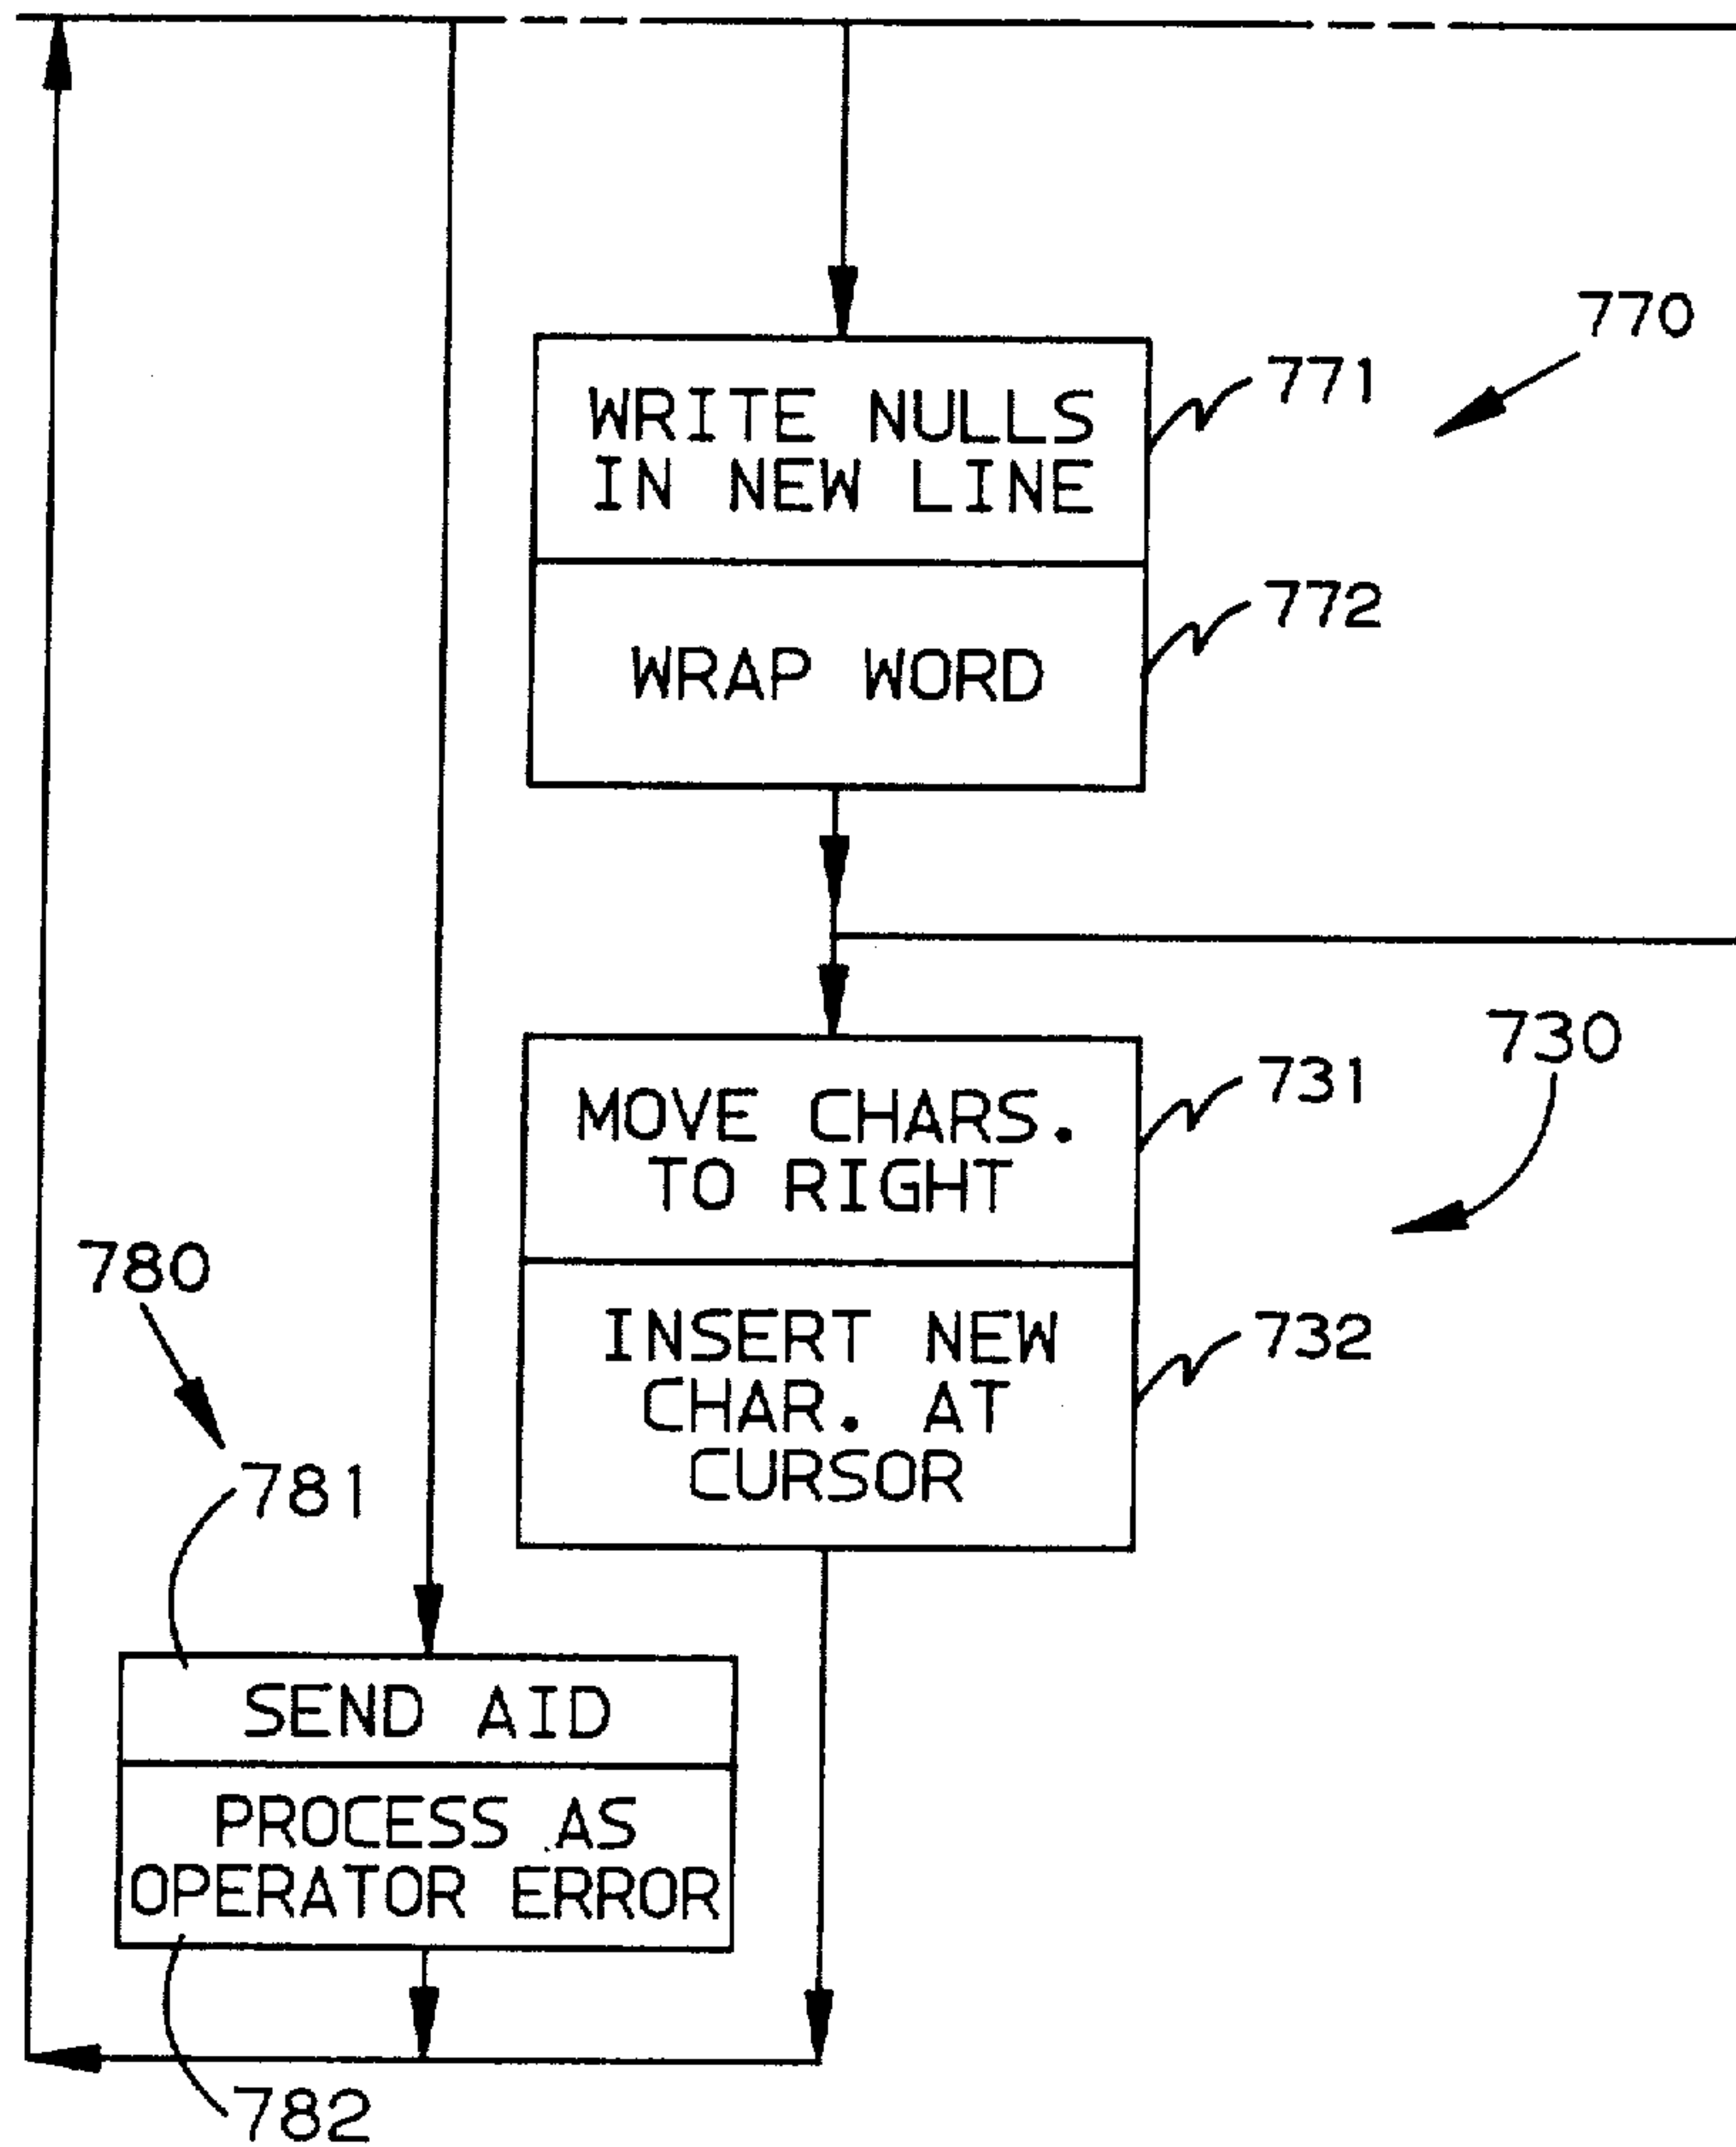 770
771
WRITE NULLS
IN NEW LINE
772
WRAP WORD
730
731
MOVE CHARS.
TO RIGHT
732
INSERT NEW
CHAR. AT
CURSOR
780
781
SEND AID
PROCESS AS
OPERATOR ERROR
782